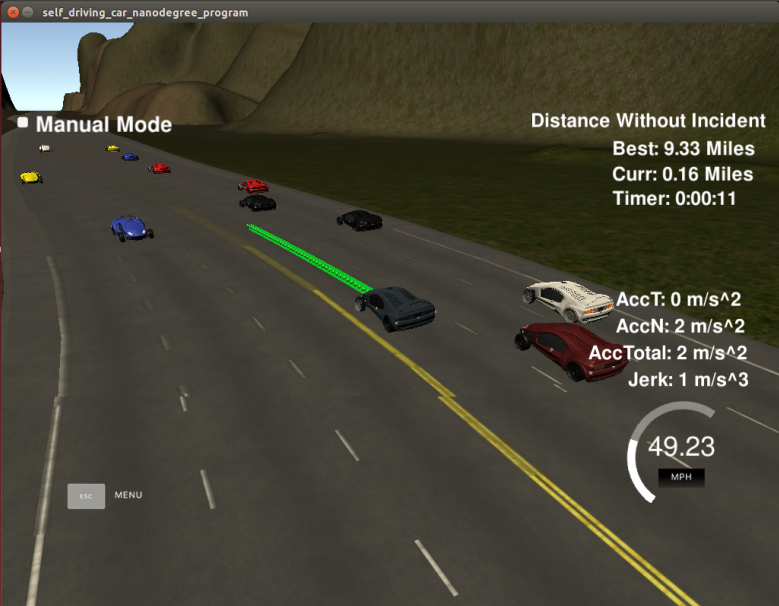 self_driving_car_nanodegree_program
Manual Mode
Distance Without Incident
Best: 9.33 Miles
Curr: 0.16 Miles
Timer: 0:00:11
AccT: 0 m/s^2
AccN: 2 m/s^2
AccTotal: 2 m/s^2
Jerk: 1 m/s^3
49.23
MPH
ESC MENU